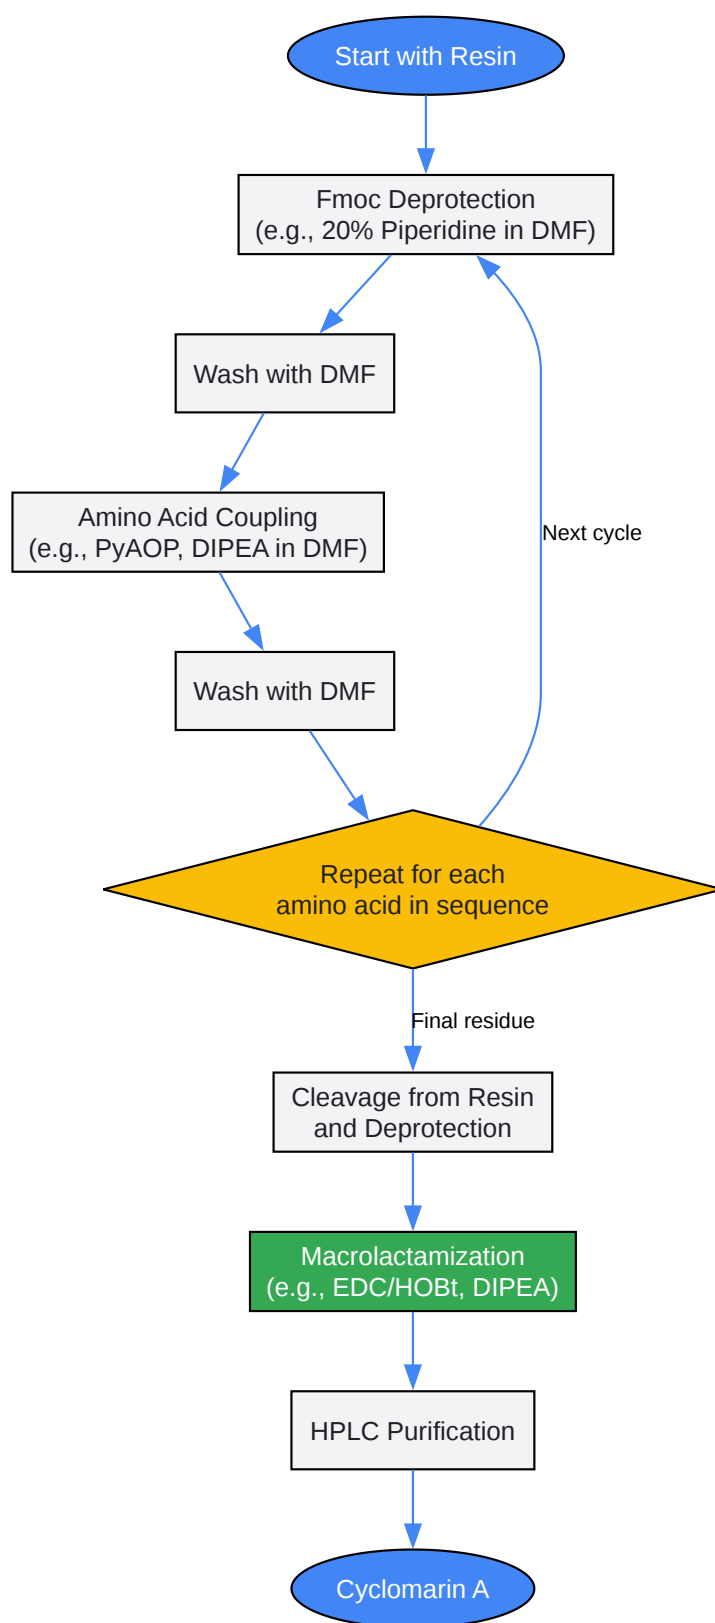 Start with Resin
Fmoc Deprotection
(e.g., 20% Piperidine in DMF)
Wash with DMF
Amino Acid Coupling
(e.g., PyAOP, DIPEA in DMF)
Next cycle
Wash with DMF
Repeat for each
amino acid in sequence
Final residue
Cleavage from Resin
and Deprotection
Macrolactamization
(e.g., EDC/HOBt, DIPEA)
HPLC Purification
Cyclomarin A